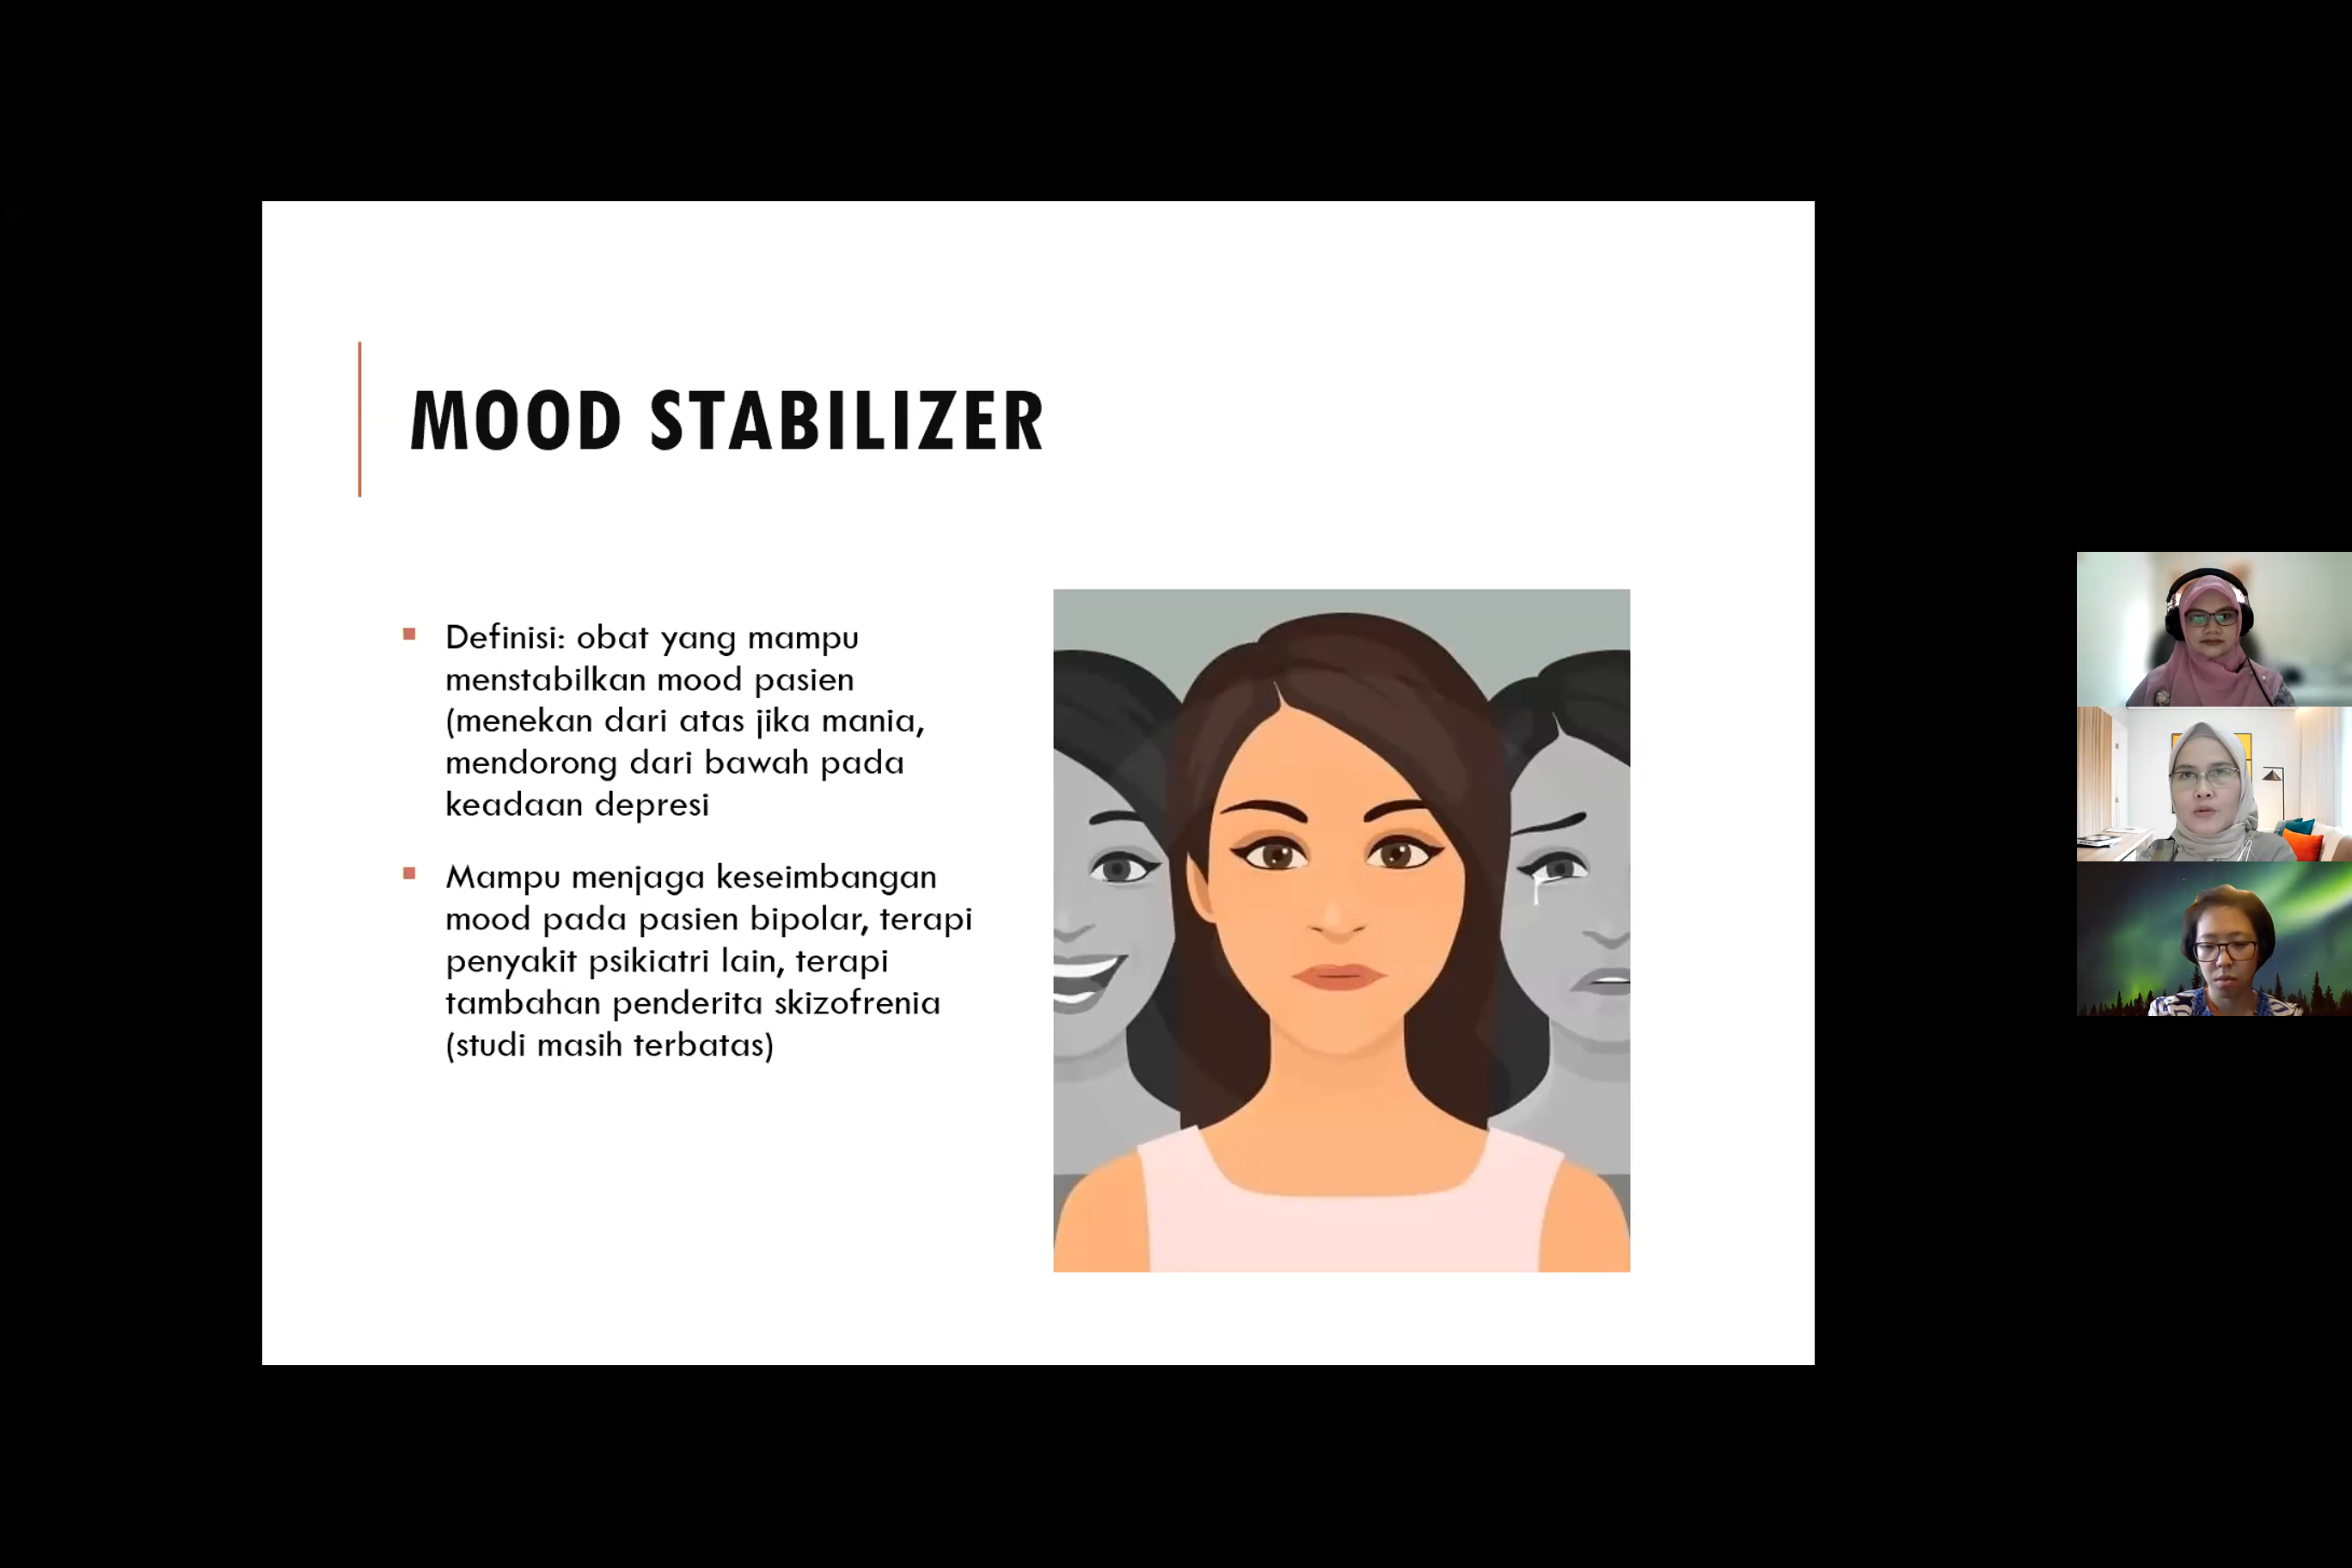 MOOD STABILIZER
Definisi: obat yang mampu
menstabilkan mood pasien
(menekan dari atas jika mania,
mendorong dari bawah pada
keadaan depresi
Mampu menjaga keseimbangan
mood pada pasien bipolar, terapi
penyakit psikiatri lain, terapi
tambahan penderita skizofrenia
(studi masih terbatas)